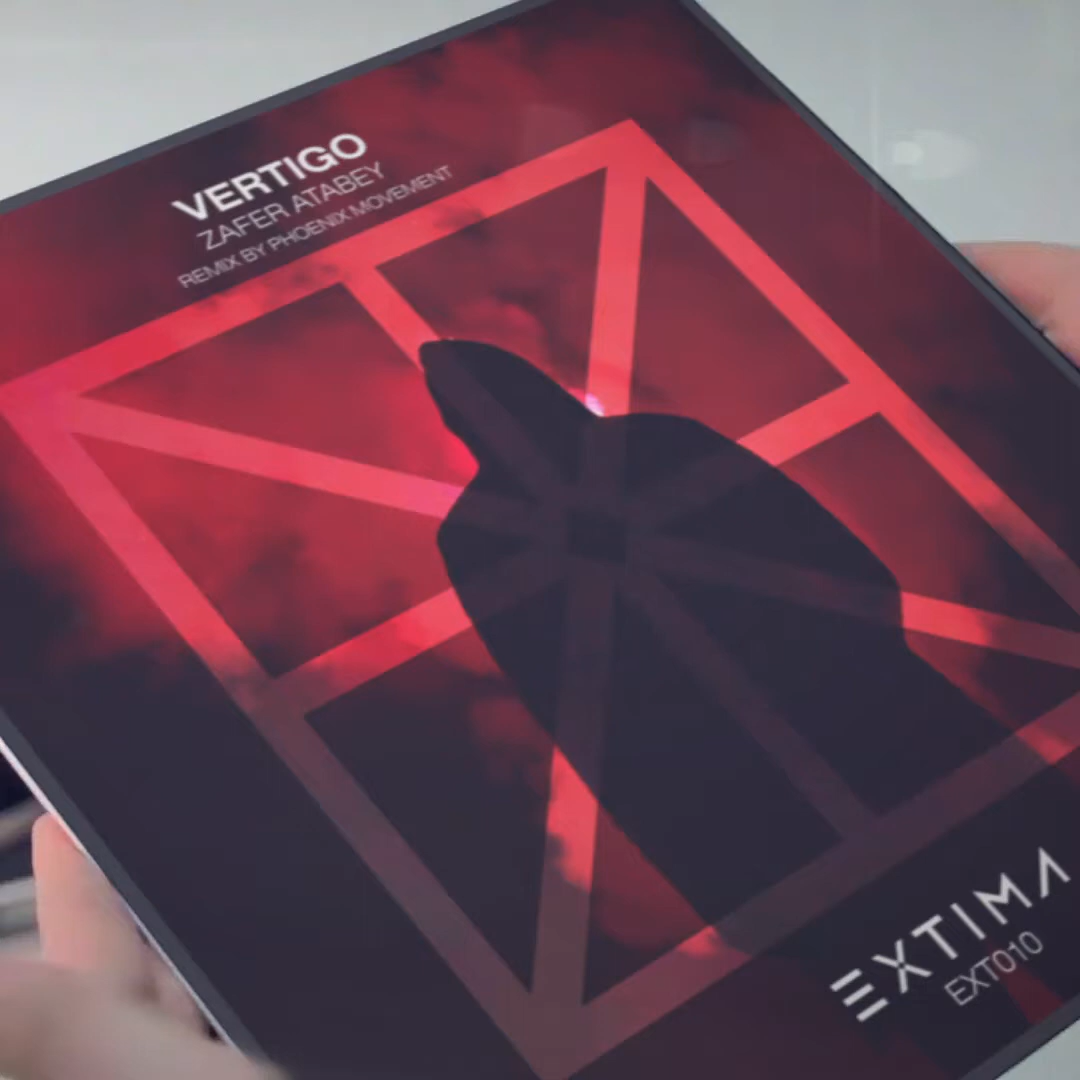 VERTIGO
ZAFER ATABEY
REMIX BY PHOENIX MOVEMENT
EXTIMA
EXT010